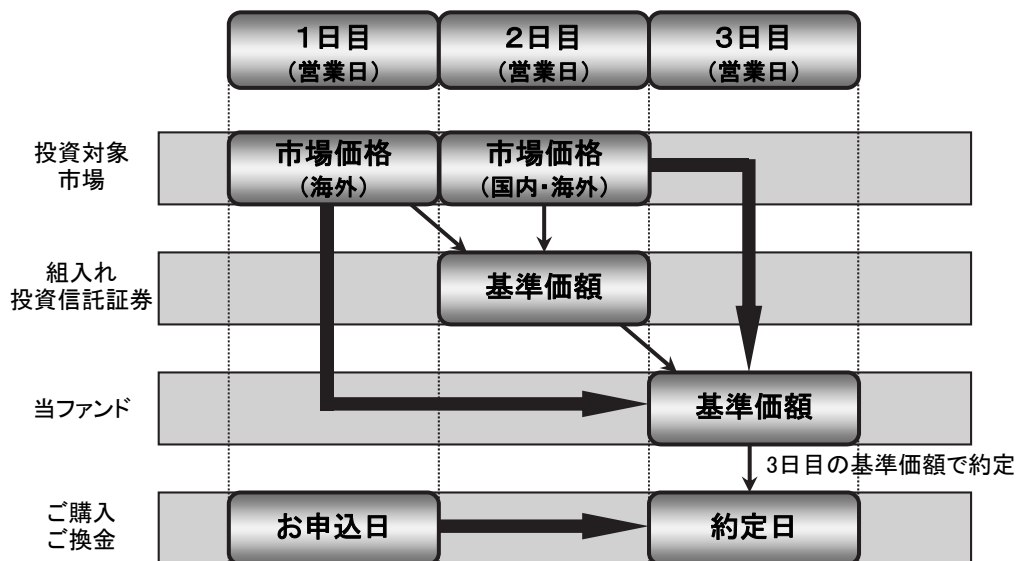 1日目
(営業日)
2日目
(営業日)
3日目
(営業日)
投資対象
市場
市場価格
(海外)
市場価格
(国内・海外)
組入れ
投資信託証券
基準価額
当ファンド
基準価額
3日目の基準価額で約定
ご購入
ご換金
お申込日
約定日